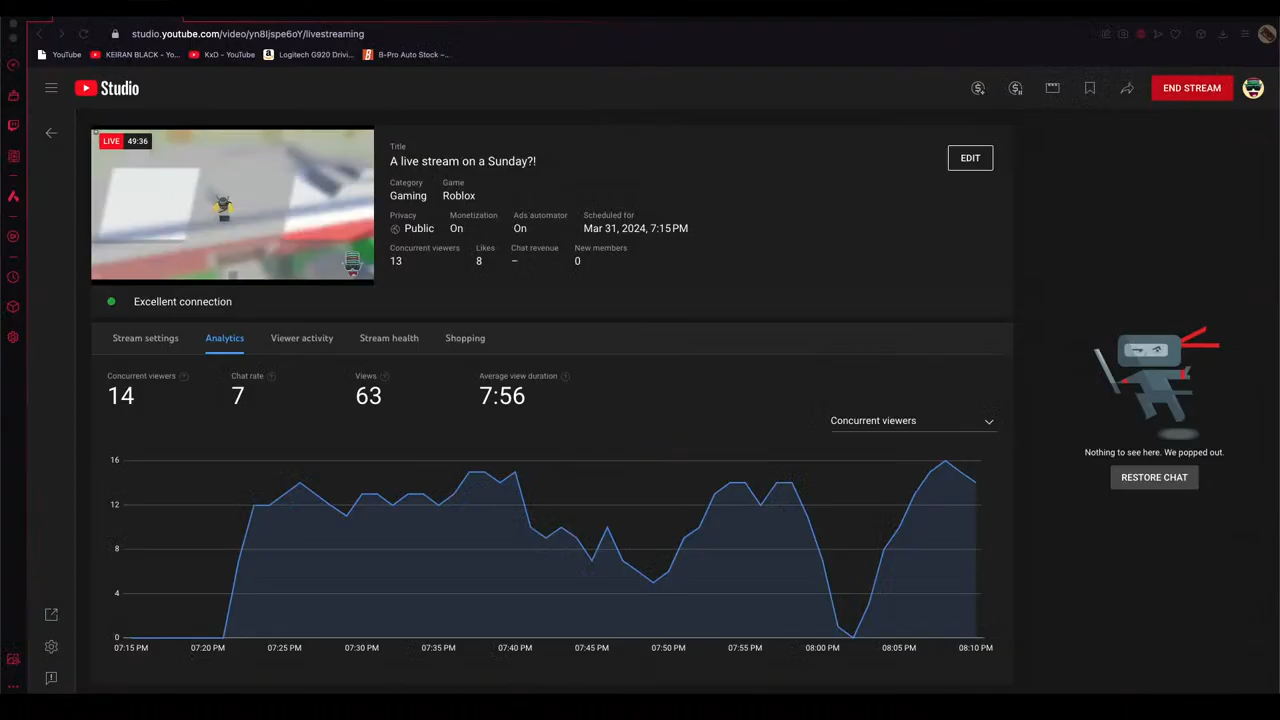 studio.youtube.com/video/yn8Ijspe6oY/livestreaming
YouTube
KEIRAN BLACK - Yo...
KxD - YouTube
Logitech G920 Drivi...
B-Pro Auto Stock –...
Studio
END STREAM
LIVE 49:36
Title
A live stream on a Sunday?!
EDIT
Category Game
Gaming Roblox
Privacy Monetization Ads automator Scheduled for
Public On On Mar 31, 2024, 7:15 PM
Concurrent viewers Likes Chat revenue New members
13 8 – 0
Excellent connection
Stream settings Analytics Viewer activity Stream health Shopping
Concurrent viewers Chat rate Views Average view duration
14 7 63 7:56
Concurrent viewers
16
12
8
4
0
07:15 PM 07:20 PM 07:25 PM 07:30 PM 07:35 PM 07:40 PM 07:45 PM 07:50 PM 07:55 PM 08:00 PM 08:05 PM 08:10 PM
Nothing to see here. We popped out.
RESTORE CHAT